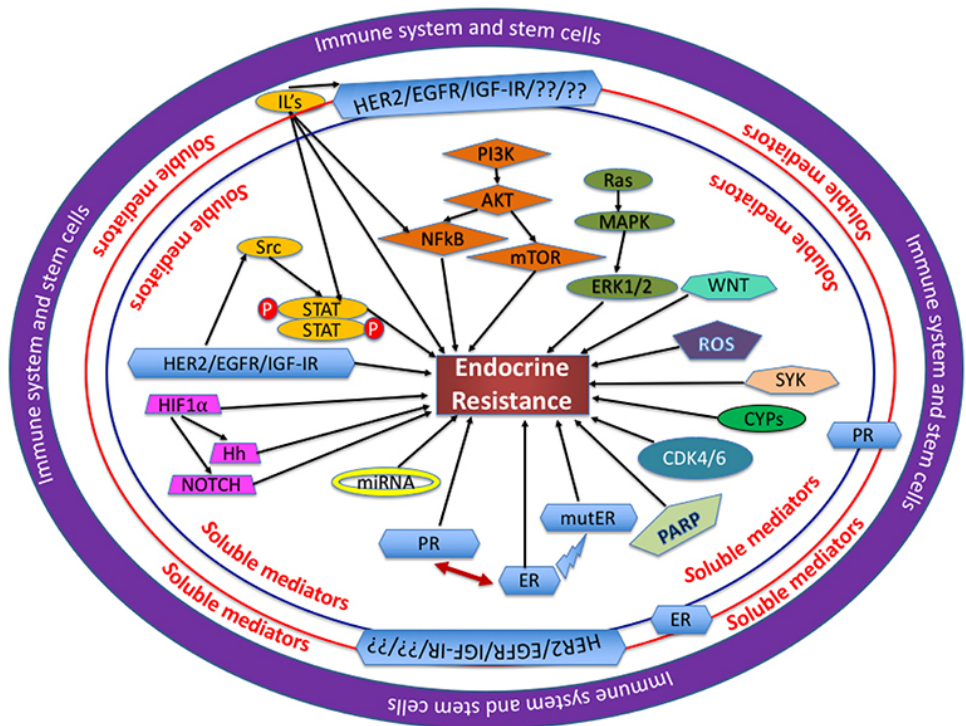 Immune system and stem cells
IL's
HER2/EGFR/IGF-IR/??/??
Soluble mediators
Soluble mediators
Soluble mediators
Soluble mediators
Immune system and stem cells
Immune system and stem cells
PI3K
AKT
NFkB
mTOR
Ras
MAPK
ERK1/2
WNT
Src
P
STAT
STAT
P
ROS
HER2/EGFR/IGF-IR
Endocrine
Resistance
SYK
HIF1α
CYPs
PR
Hh
CDK4/6
NOTCH
miRNA
mutER
PARP
PR
ER
Soluble mediators
Soluble mediators
Soluble mediators
Soluble mediators
ER
HER2/EGFR/IGF-IR/??/??
Immune system and stem cells